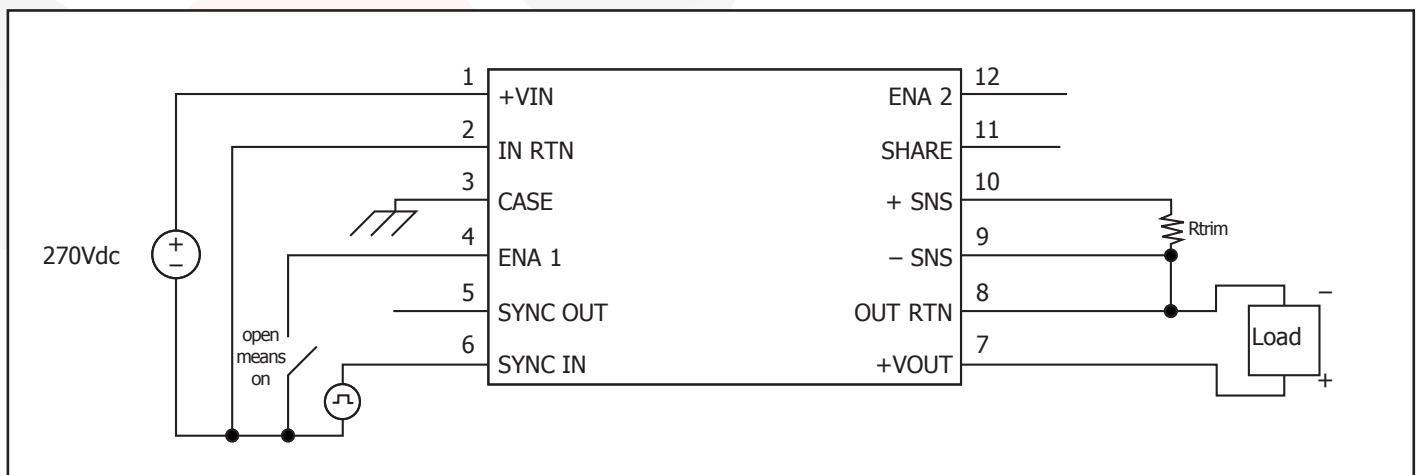 1
+VIN
2
IN RTN
3
CASE
4
ENA 1
5
SYNC OUT
6
SYNC IN
12
ENA 2
11
SHARE
10
+ SNS
9
– SNS
8
OUT RTN
7
+VOUT
270Vdc
+
–
open
means
on
Rtrim
–
Load
+